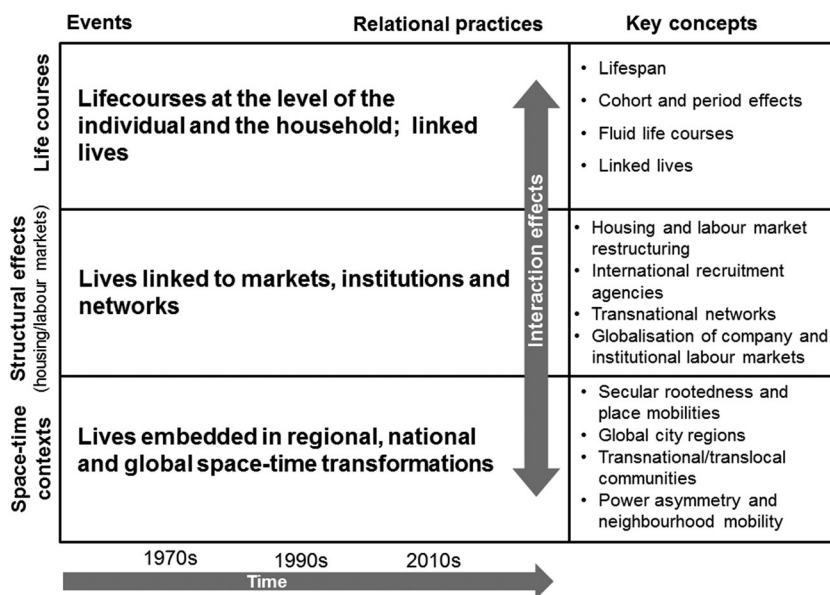 Events
Relational practices
Key concepts
Life courses
Lifecourses at the level of the
individual and the household; linked
lives
• Lifespan
• Cohort and period effects
• Fluid life courses
• Linked lives
Structural effects
(housing/labour markets)
Lives linked to markets, institutions and
networks
• Housing and labour market
restructuring
• International recruitment
agencies
• Transnational networks
• Globalisation of company and
institutional labour markets
Space-time
contexts
Lives embedded in regional, national
and global space-time transformations
• Secular rootedness and
place mobilities
• Global city regions
• Transnational/translocal
communities
• Power asymmetry and
neighbourhood mobility
Interaction effects
1970s
1990s
2010s
Time